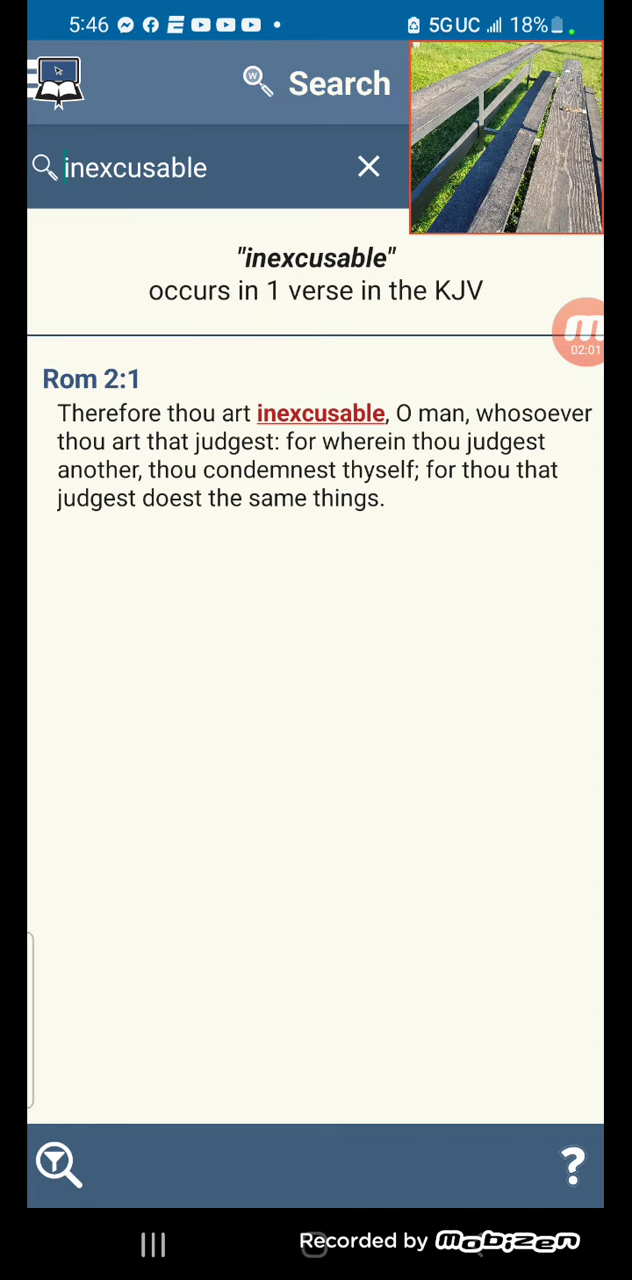 5:46 5G UC 18%
W Search
inexcusable
"inexcusable"
occurs in 1 verse in the KJV
02:01
Rom 2:1
Therefore thou art inexcusable, O man, whosoever
thou art that judgest: for wherein thou judgest
another, thou condemnest thyself; for thou that
judgest doest the same things.
?
Recorded by mobizen